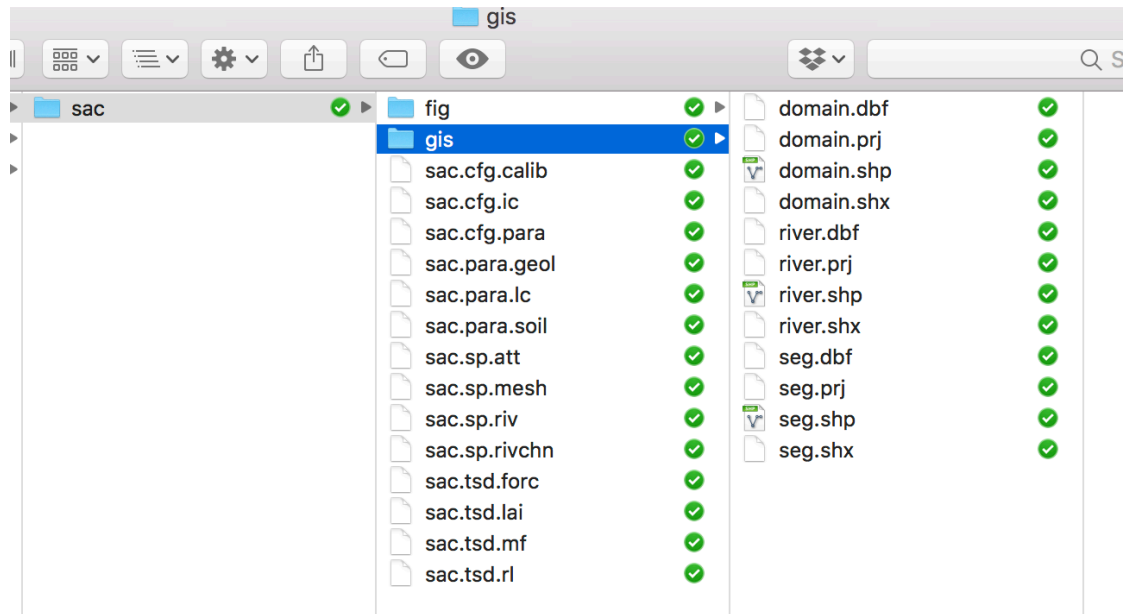 gis
S
sac
fig
gis
sac.cfg.calib
sac.cfg.ic
sac.cfg.para
sac.para.geol
sac.para.lc
sac.para.soil
sac.sp.att
sac.sp.mesh
sac.sp.riv
sac.sp.rivchn
sac.tsd.forc
sac.tsd.lai
sac.tsd.mf
sac.tsd.rl
domain.dbf
domain.prj
domain.shp
domain.shx
river.dbf
river.prj
river.shp
river.shx
seg.dbf
seg.prj
seg.shp
seg.shx